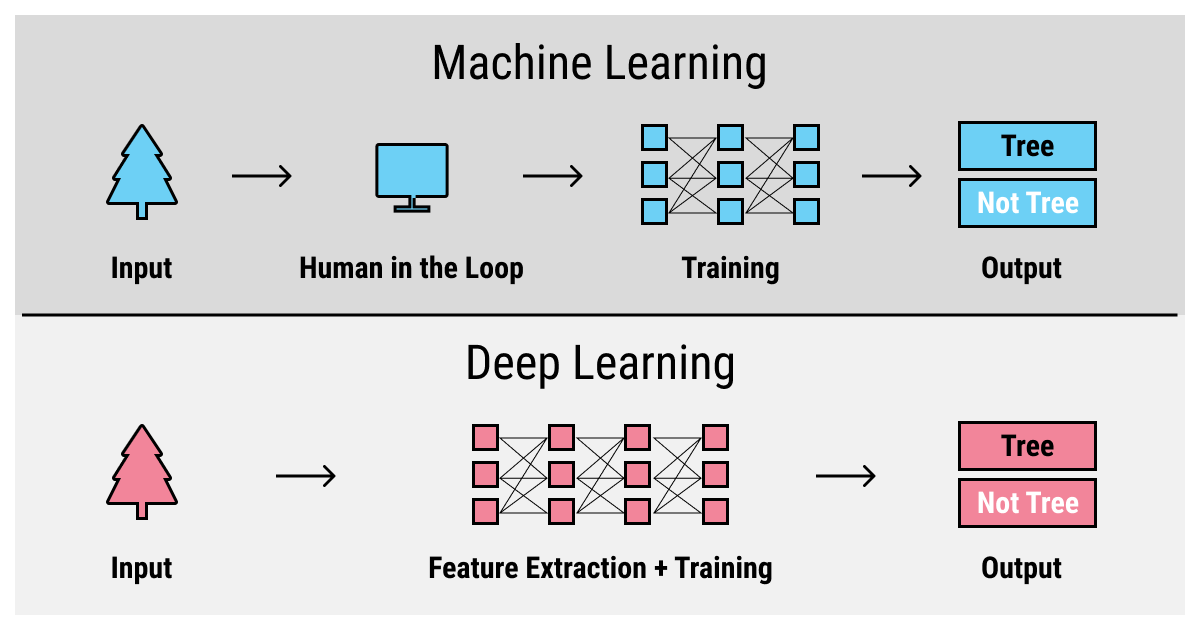 Machine Learning
Tree
Not Tree
Input
Human in the Loop
Training
Output
Deep Learning
Tree
Not Tree
Input
Feature Extraction + Training
Output